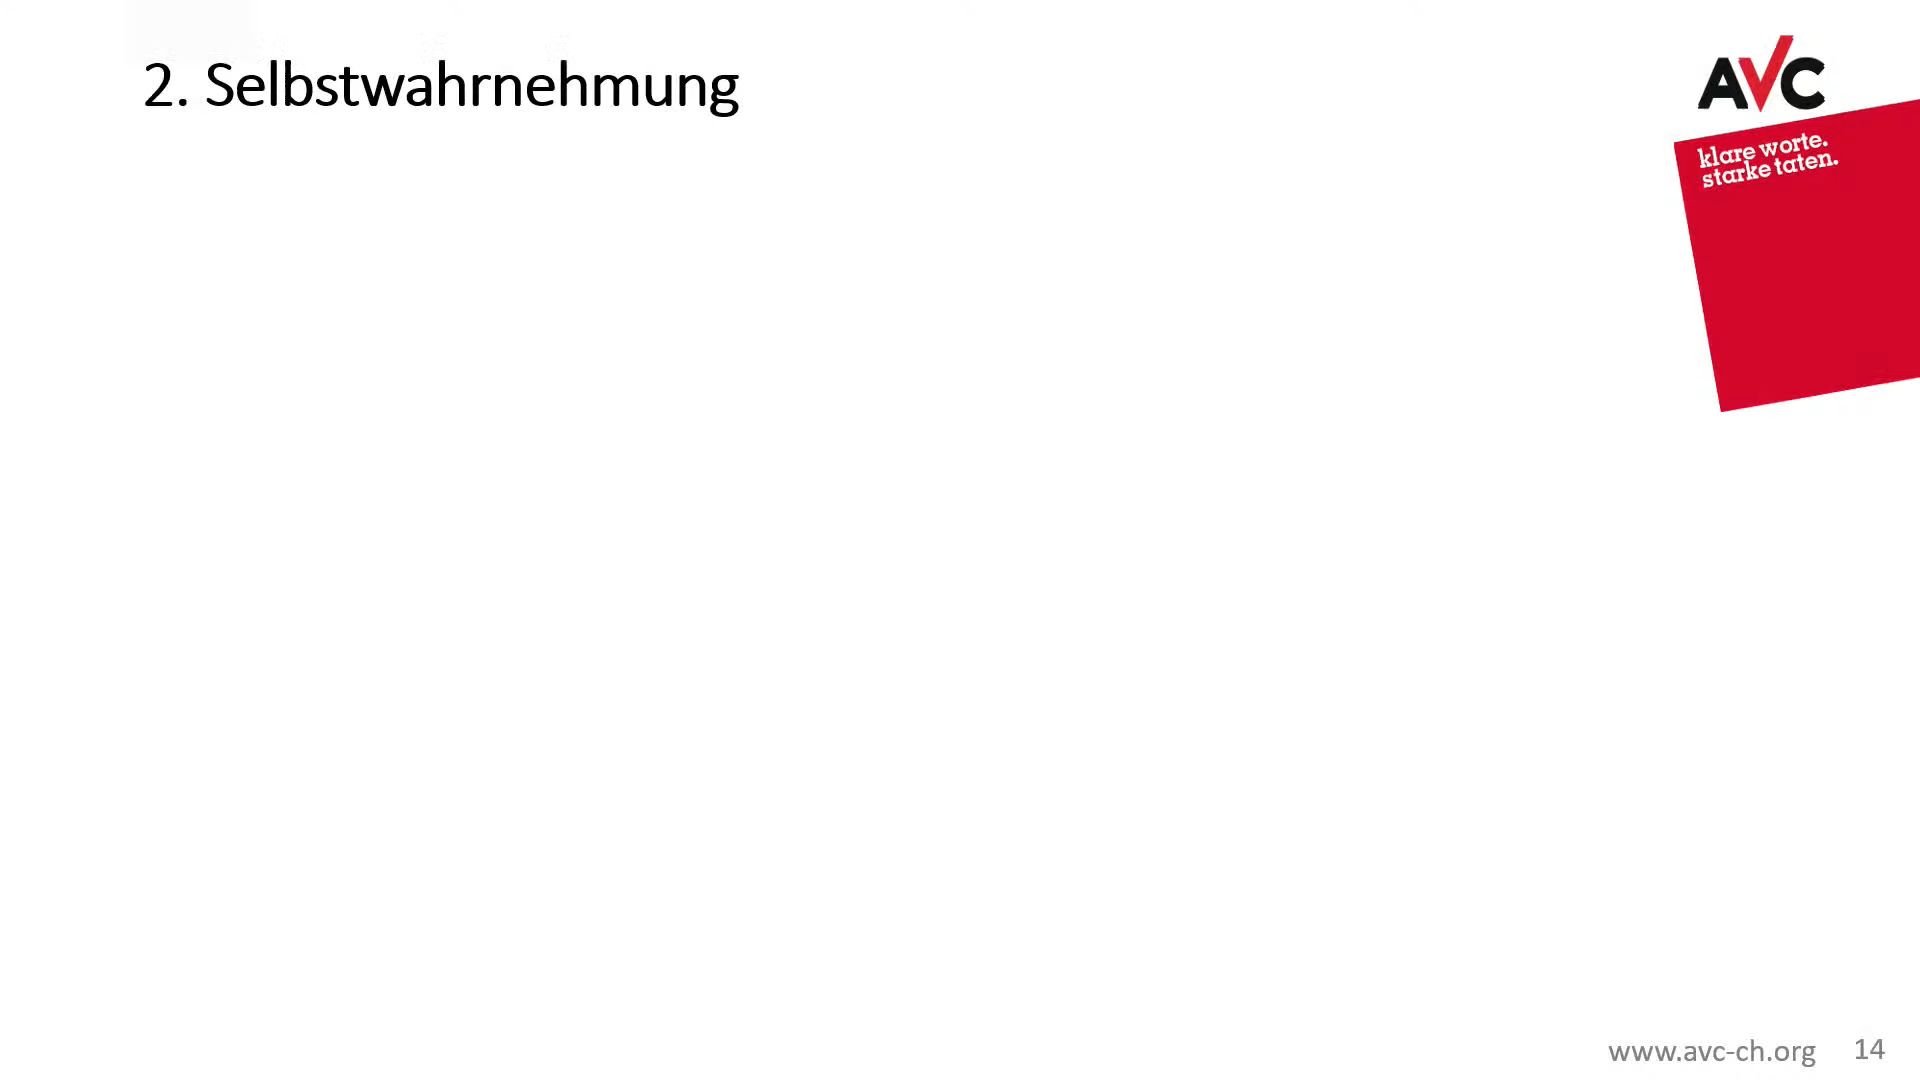 2. Selbstwahrnehmung
AVC
klare worte.
starke taten.
www.avc-ch.org 14